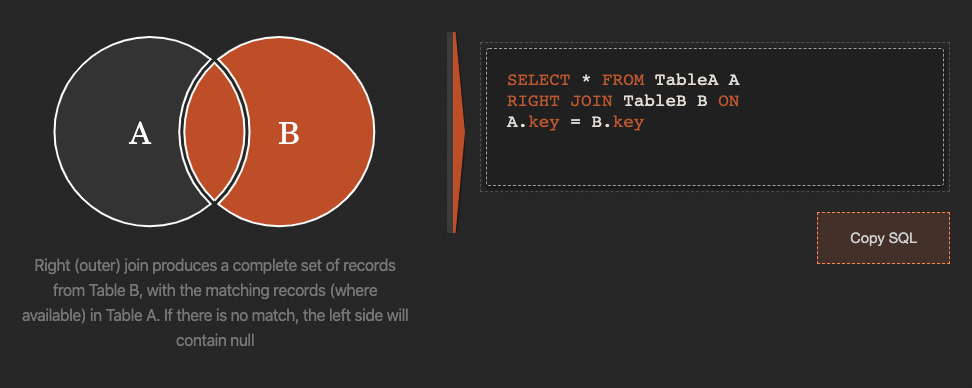 A
B
Right (outer) join produces a complete set of records
from Table B, with the matching records (where
available) in Table A. If there is no match, the left side will
contain null
SELECT * FROM TableA A
RIGHT JOIN TableB B ON
A.key = B.key
Copy SQL